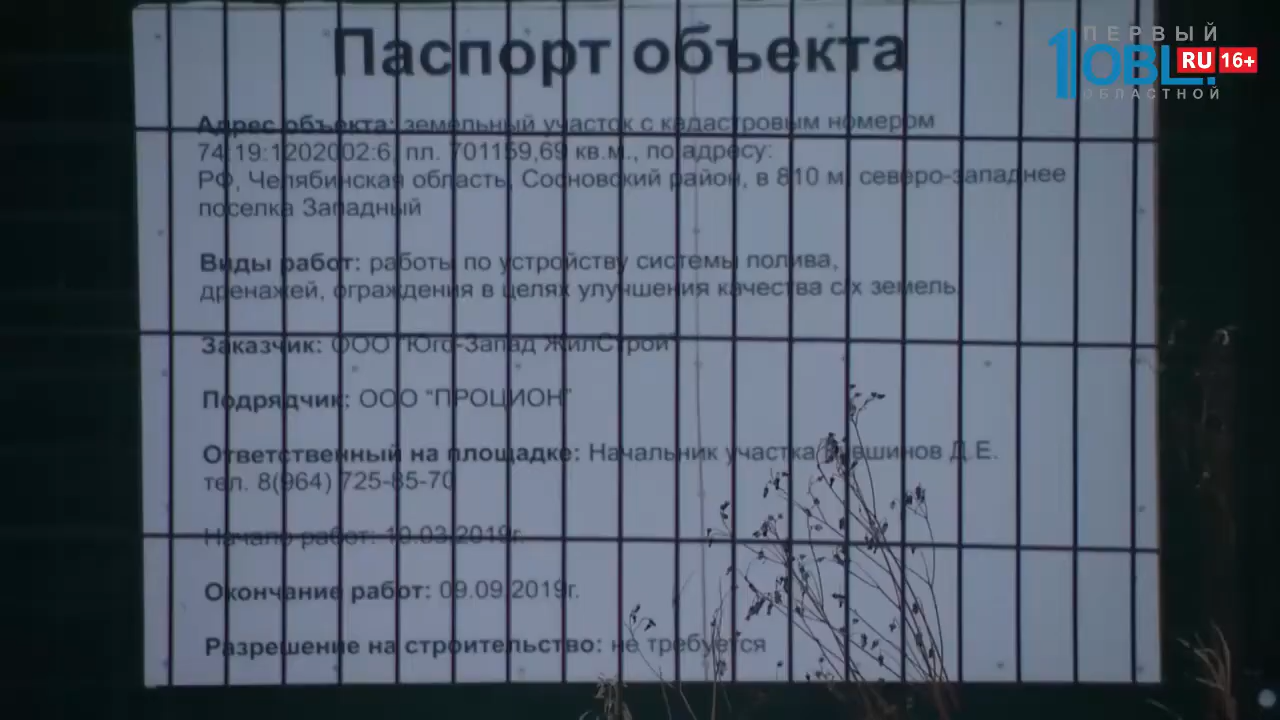 Паспорт объекта
ПЕРВЫЙ
1OBL. RU 16+
ОБЛАСТНОЙ
Адрес объекта: земельный участок с кадастровым номером
74:19:1202002:6, пл. 701159,69 кв.м., по адресу:
РФ, Челябинская область, Сосновский район, в 810 м. северо-западнее
поселка Западный
Виды работ: работы по устройству системы полива,
дренажей, ограждения в целях улучшения качества с/х земель.
Заказчик: ООО "Юго-Запад ЖилСтрой"
Подрядчик: ООО "ПРОЦИОН"
Ответственный на площадке: Начальник участка Д.Е.
тел. 8(964) 725-85-70
Начало работ: 10.03.2019г.
Окончание работ: 09.09.2019г.
Разрешение на строительство: не требуется